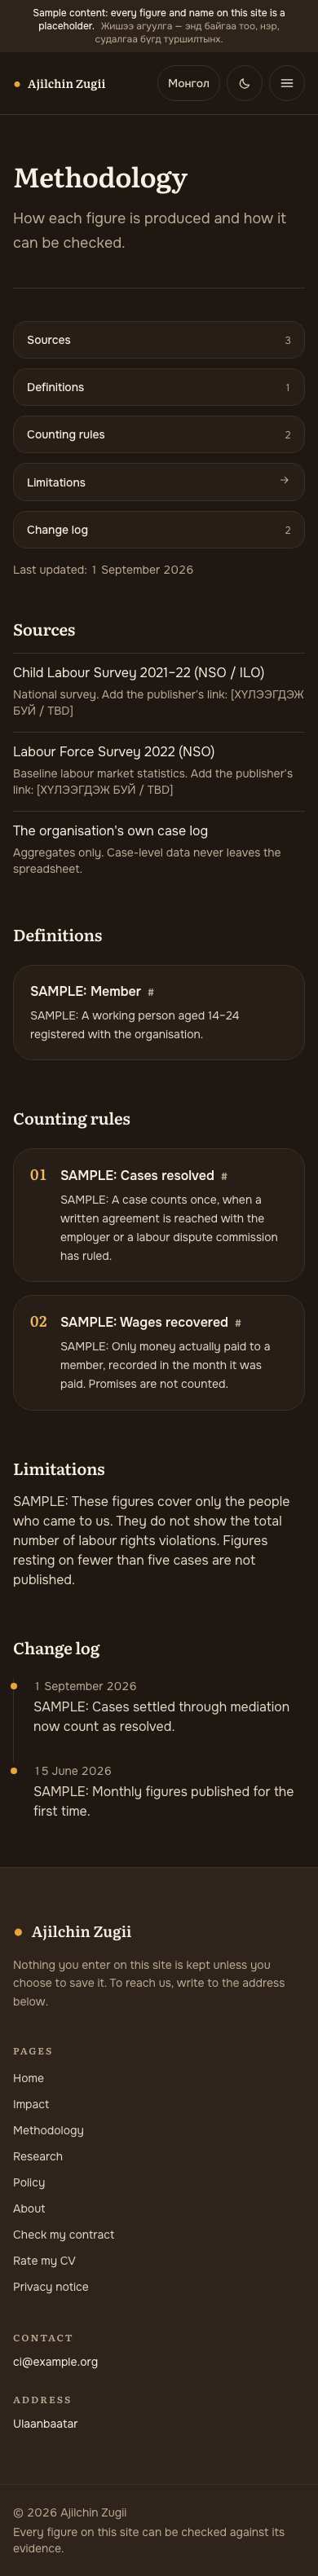 Sample content: every figure and name on this site is a
placeholder. Жишээ агуулга — энд байгаа тоо, нэр,
судалгаа бүгд туршилтынх.
Ajilchin Zugii
Монгол
Methodology
How each figure is produced and how it
can be checked.
Sources 3
Definitions 1
Counting rules 2
Limitations →
Change log 2
Last updated: 1 September 2026
Sources
Child Labour Survey 2021–22 (NSO / ILO)
National survey. Add the publisher's link: [ХҮЛЭЭГДЭЖ
БУЙ / TBD]
Labour Force Survey 2022 (NSO)
Baseline labour market statistics. Add the publisher's
link: [ХҮЛЭЭГДЭЖ БУЙ / TBD]
The organisation's own case log
Aggregates only. Case-level data never leaves the
spreadsheet.
Definitions
SAMPLE: Member #
SAMPLE: A working person aged 14–24
registered with the organisation.
Counting rules
01 SAMPLE: Cases resolved #
SAMPLE: A case counts once, when a
written agreement is reached with the
employer or a labour dispute commission
has ruled.
02 SAMPLE: Wages recovered #
SAMPLE: Only money actually paid to a
member, recorded in the month it was
paid. Promises are not counted.
Limitations
SAMPLE: These figures cover only the people
who came to us. They do not show the total
number of labour rights violations. Figures
resting on fewer than five cases are not
published.
Change log
1 September 2026
SAMPLE: Cases settled through mediation
now count as resolved.
15 June 2026
SAMPLE: Monthly figures published for the
first time.
Ajilchin Zugii
Nothing you enter on this site is kept unless you
choose to save it. To reach us, write to the address
below.
PAGES
Home
Impact
Methodology
Research
Policy
About
Check my contract
Rate my CV
Privacy notice
CONTACT
ci@example.org
ADDRESS
Ulaanbaatar
© 2026 Ajilchin Zugii
Every figure on this site can be checked against its
evidence.